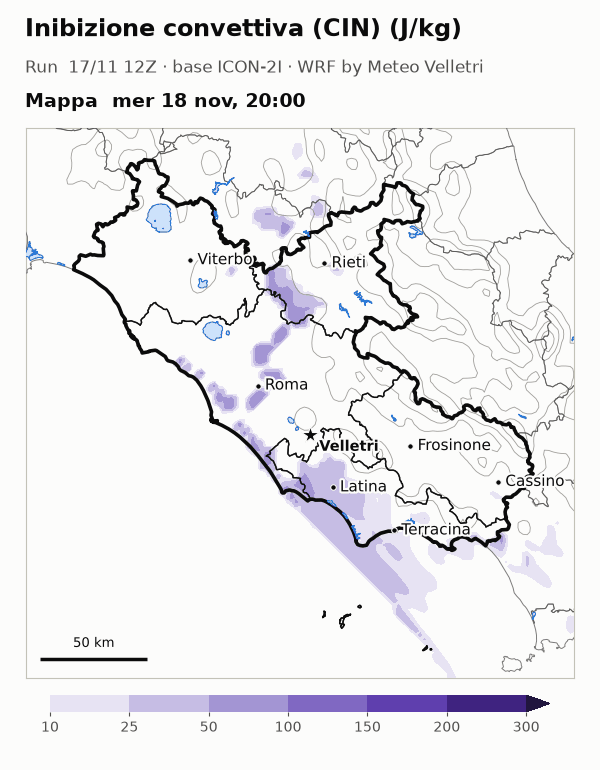 Inibizione convettiva (CIN) (J/kg)
Run  17/11 12Z · base ICON-2I · WRF by Meteo Velletri
Mappa  mer 18 nov, 20:00
Viterbo
Rieti
Roma
Velletri
Frosinone
Latina
Cassino
Terracina
50 km
10 25 50 100 150 200 300